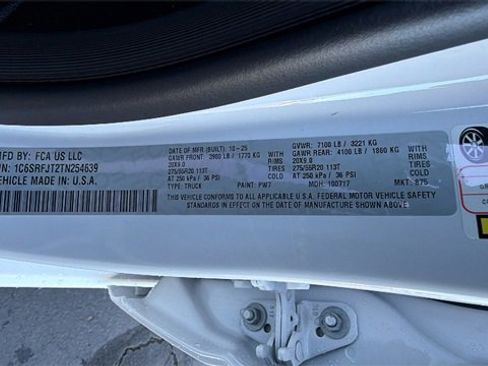 MFD BY: FCA US LLC
VIN: 1C6SRFJT2TN254639
VEHICLE MADE IN: U.S.A.
DATE OF MFR (BUILT): 10-25
GVWR: 7100 LB / 3221 KG
GAWR FRONT: 3900 LB / 1770 KG WITH
GAWR REAR: 4100 LB / 1860 KG WITH
20X9.0 RIMS
20X9.0 RIMS
275/55R20 113T TIRES
275/55R20 113T TIRES
AT 250 kPa / 36 PSI COLD
AT 250 kPa / 36 PSI COLD
TYPE: TRUCK PAINT: PW7 MDH: 100717 MKT: 875
THIS VEHICLE CONFORMS TO ALL APPLICABLE U.S.A. FEDERAL MOTOR VEHICLE SAFETY
STANDARDS IN EFFECT ON THE DATE OF MANUFACTURE SHOWN ABOVE.